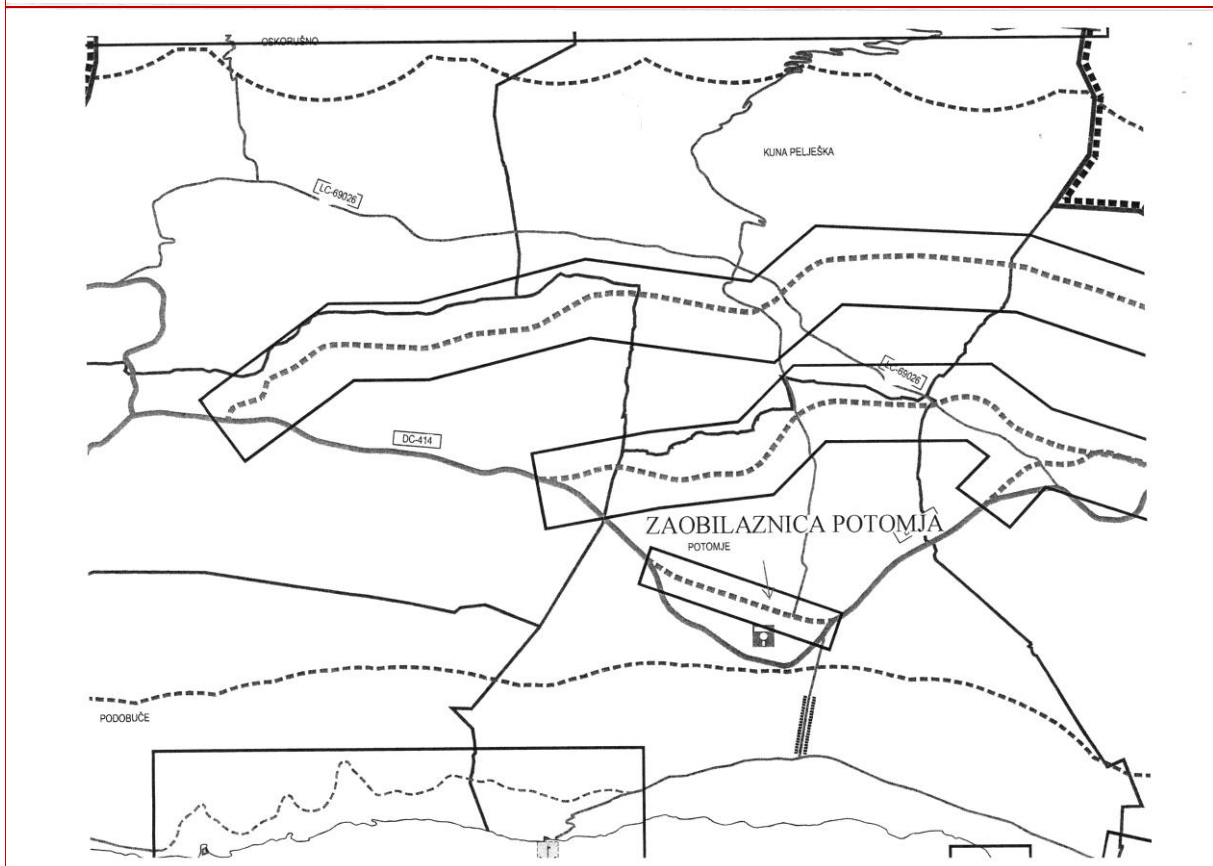 OSKORUŠNO
KUNA PELJEŠKA
LC-69026
LC-69026
DC-414
ZAOBILAZNICA POTOMJA
POTOMJE
PODOBUČE